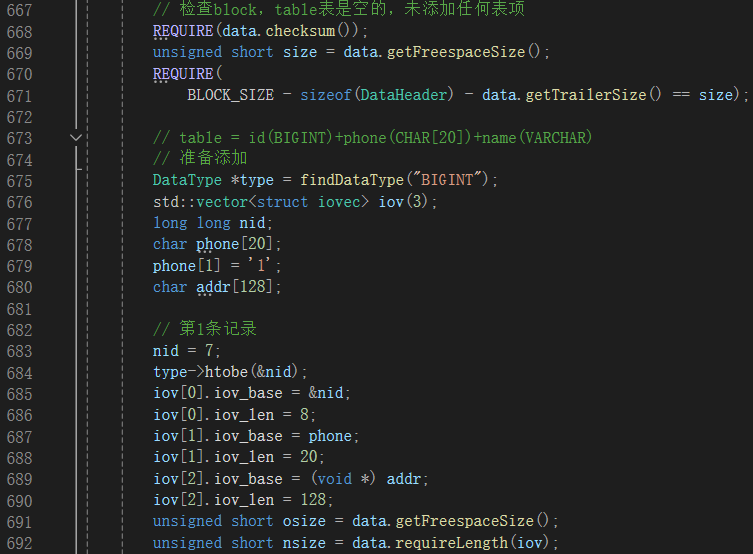 667 // 检查block，table表是空的，未添加任何表项
668 REQUIRE(data.checksum());
669 unsigned short size = data.getFreespaceSize();
670 REQUIRE(
671 BLOCK_SIZE - sizeof(DataHeader) - data.getTrailerSize() == size);
672
673 // table = id(BIGINT)+phone(CHAR[20])+name(VARCHAR)
674 // 准备添加
675 DataType *type = findDataType("BIGINT");
676 std::vector<struct iovec> iov(3);
677 long long nid;
678 char phone[20];
679 phone[1] = '1';
680 char addr[128];
681
682 // 第1条记录
683 nid = 7;
684 type->htobe(&nid);
685 iov[0].iov_base = &nid;
686 iov[0].iov_len = 8;
687 iov[1].iov_base = phone;
688 iov[1].iov_len = 20;
689 iov[2].iov_base = (void *) addr;
690 iov[2].iov_len = 128;
691 unsigned short osize = data.getFreespaceSize();
692 unsigned short nsize = data.requireLength(iov);